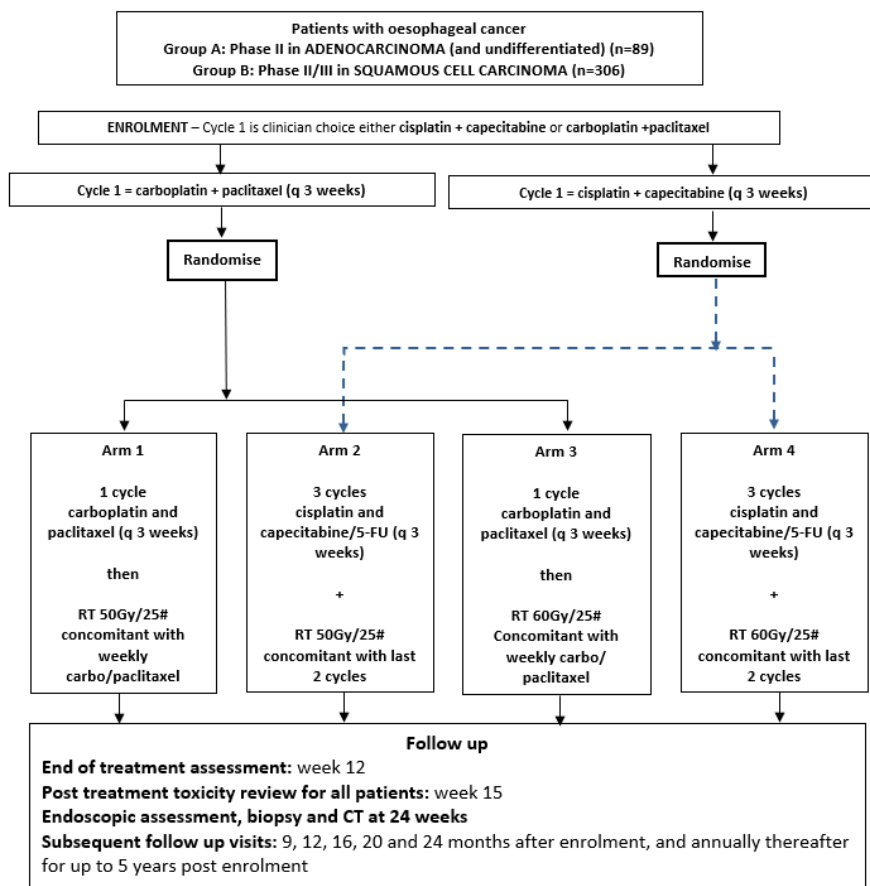 Patients with oesophageal cancer
Group A: Phase II in ADENOCARCINOMA (and undifferentiated) (n=89)
Group B: Phase II/III in SQUAMOUS CELL CARCINOMA (n=306)
ENROLMENT – Cycle 1 is clinician choice either cisplatin + capecitabine or carboplatin +paclitaxel
Cycle 1 = carboplatin + paclitaxel (q 3 weeks)
Cycle 1 = cisplatin + capecitabine (q 3 weeks)
Randomise
Randomise
Arm 1
1 cycle
carboplatin and
paclitaxel (q 3 weeks)
then
RT 50Gy/25#
concomitant with
weekly
carbo/paclitaxel
Arm 2
3 cycles
cisplatin and
capecitabine/5-FU (q 3
weeks)
+
RT 50Gy/25#
concomitant with last
2 cycles
Arm 3
1 cycle
carboplatin and
paclitaxel (q 3 weeks)
then
RT 60Gy/25#
Concomitant with
weekly carbo/
paclitaxel
Arm 4
3 cycles
cisplatin and
capecitabine/5-FU (q 3
weeks)
+
RT 60Gy/25#
concomitant with last
2 cycles
Follow up
End of treatment assessment: week 12
Post treatment toxicity review for all patients: week 15
Endoscopic assessment, biopsy and CT at 24 weeks
Subsequent follow up visits: 9, 12, 16, 20 and 24 months after enrolment, and annually thereafter
for up to 5 years post enrolment